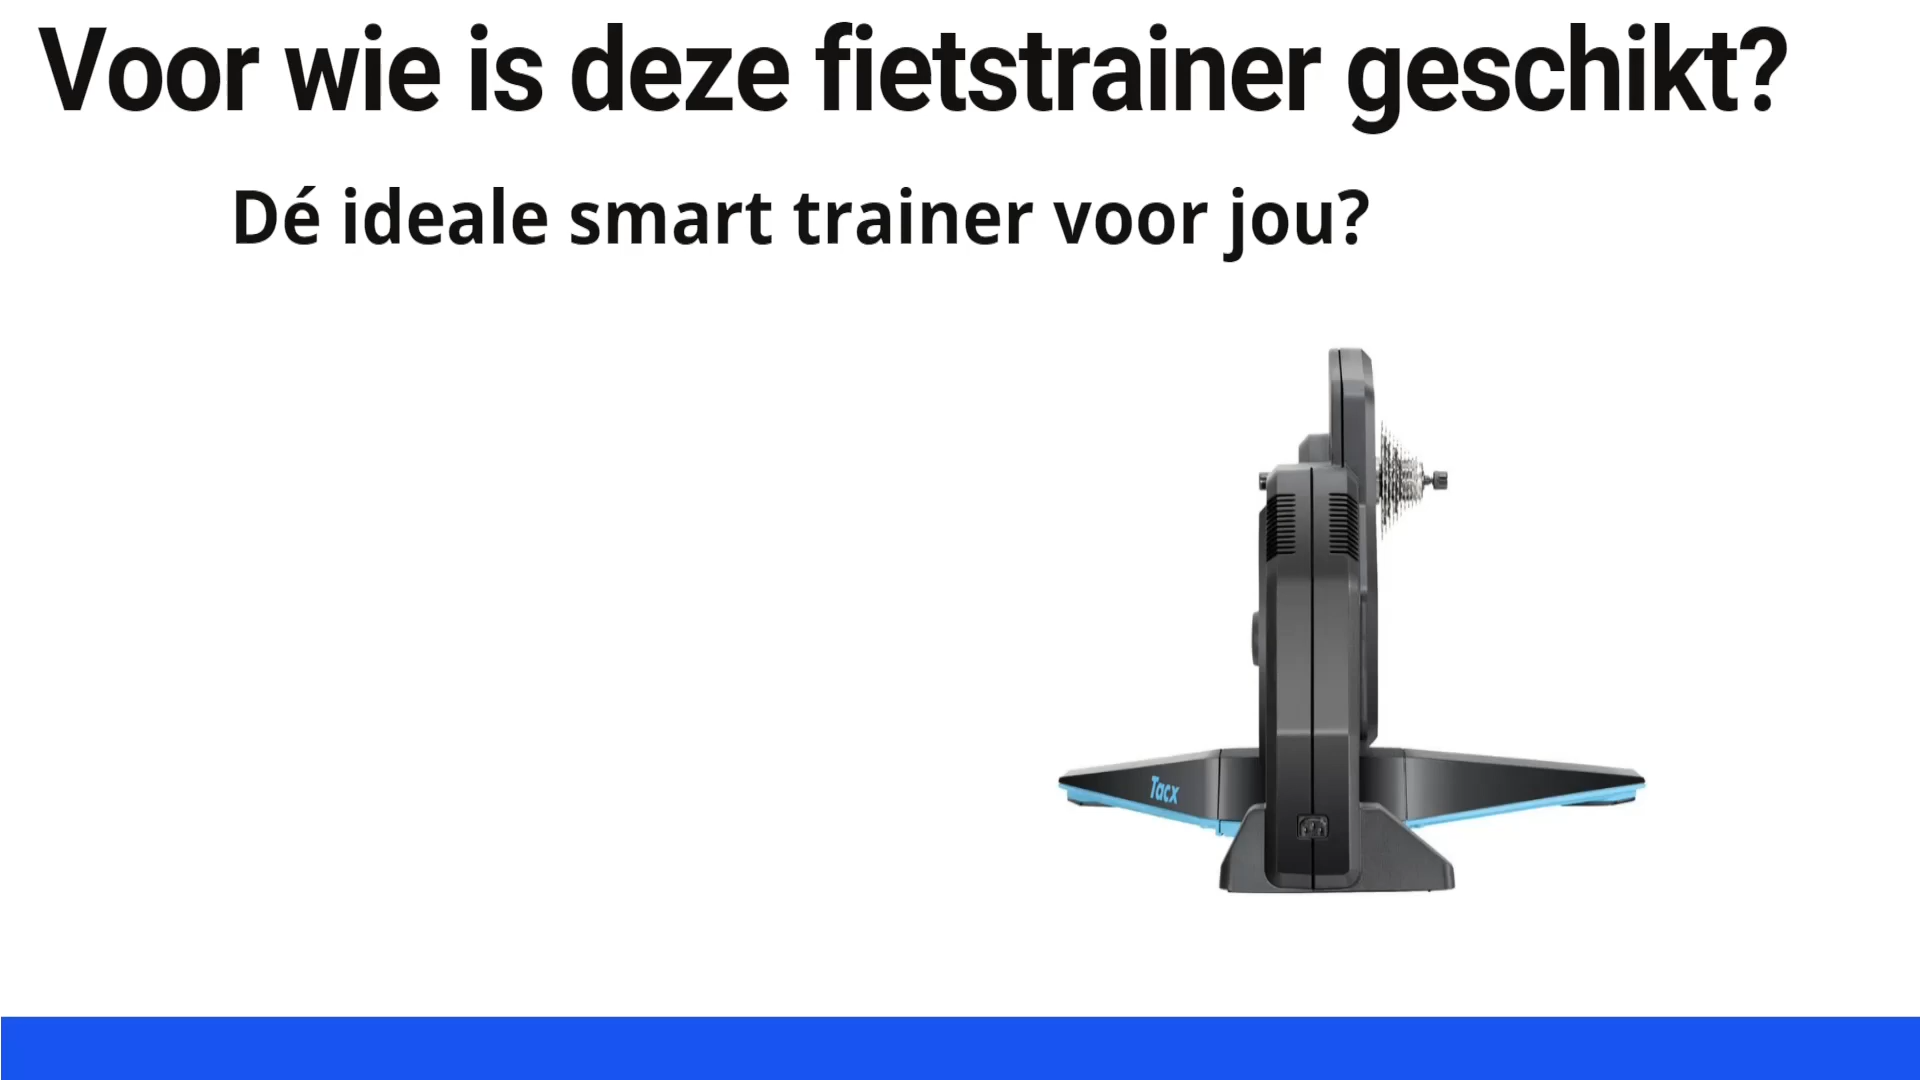 Voor wie is deze fietstrainer geschikt?
Dé ideale smart trainer voor jou?
Tacx